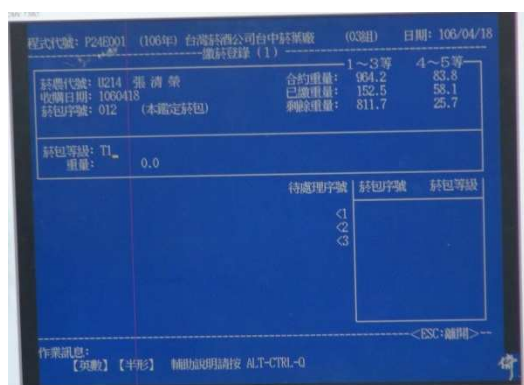 程式代號: P24E001 (106年) 台灣菸酒公司台中菸葉廠 (03組) 日期: 106/04/18
繳菸登錄 (1)
1~3等 4~5等
菸農代號: U214 張清榮 合約重量: 964.2 83.8
收購日期: 1060418 已繳重量: 152.5 58.1
菸包序號: 012 (本鑑定菸包) 剩餘重量: 811.7 25.7
菸包等級: T1_
重量: 0.0
待處理序號 菸包序號 菸包等級
<1
<2
<3
<ESC:離開>
作業訊息:
【英數】【半形】 輔助說明請按 ALT-CTRL-Q